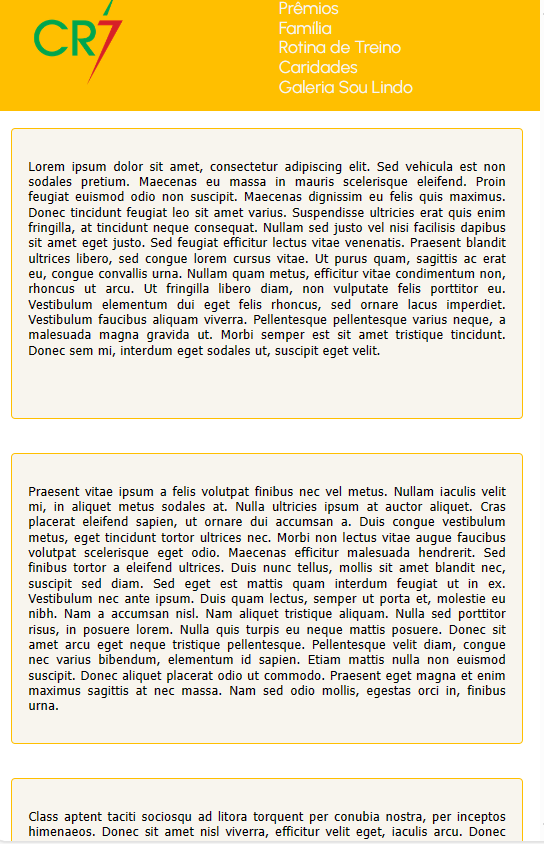 CR7
Prêmios
Família
Rotina de Treino
Caridades
Galeria Sou Lindo
Lorem ipsum dolor sit amet, consectetur adipiscing elit. Sed vehicula est non
sodales pretium. Maecenas eu massa in mauris scelerisque eleifend. Proin
feugiat euismod odio non suscipit. Maecenas dignissim eu felis quis maximus.
Donec tincidunt feugiat leo sit amet varius. Suspendisse ultricies erat quis enim
fringilla, at tincidunt neque consequat. Nullam sed justo vel nisi facilisis dapibus
sit amet eget justo. Sed feugiat efficitur lectus vitae venenatis. Praesent blandit
ultrices libero, sed congue lorem cursus vitae. Ut purus quam, sagittis ac erat
eu, congue convallis urna. Nullam quam metus, efficitur vitae condimentum non,
rhoncus ut arcu. Ut fringilla libero diam, non vulputate felis porttitor eu.
Vestibulum elementum dui eget felis rhoncus, sed ornare lacus imperdiet.
Vestibulum faucibus aliquam viverra. Pellentesque pellentesque varius neque, a
malesuada magna gravida ut. Morbi semper est sit amet tristique tincidunt.
Donec sem mi, interdum eget sodales ut, suscipit eget velit.
Praesent vitae ipsum a felis volutpat finibus nec vel metus. Nullam iaculis velit
mi, in aliquet metus sodales at. Nulla ultricies ipsum at auctor aliquet. Cras
placerat eleifend sapien, ut ornare dui accumsan a. Duis congue vestibulum
metus, eget tincidunt tortor ultrices nec. Morbi non lectus vitae augue faucibus
volutpat scelerisque eget odio. Maecenas efficitur malesuada hendrerit. Sed
finibus tortor a eleifend ultrices. Duis nunc tellus, mollis sit amet blandit nec,
suscipit sed diam. Sed eget est mattis quam interdum feugiat ut in ex.
Vestibulum nec ante ipsum. Duis quam lectus, semper ut porta et, molestie eu
nibh. Nam a accumsan nisl. Nam aliquet tristique aliquam. Nulla sed porttitor
risus, in posuere lorem. Nulla quis turpis eu neque mattis posuere. Donec sit
amet arcu eget neque tristique pellentesque. Pellentesque velit diam, congue
nec varius bibendum, elementum id sapien. Etiam mattis nulla non euismod
suscipit. Donec aliquet placerat odio ut commodo. Praesent eget magna et enim
maximus sagittis at nec massa. Nam sed odio mollis, egestas orci in, finibus
urna.
Class aptent taciti sociosqu ad litora torquent per conubia nostra, per inceptos
himenaeos. Donec sit amet nisl viverra, efficitur velit eget, iaculis arcu. Donec